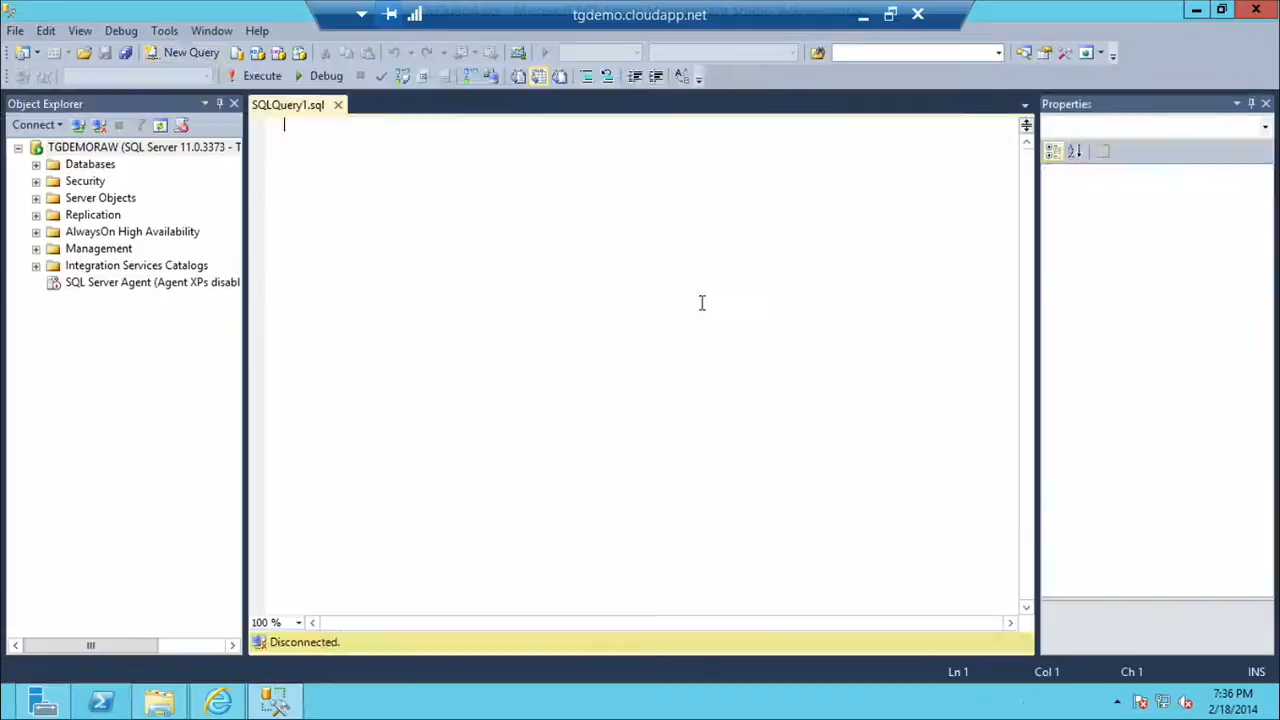 tgdemo.cloudapp.net
File Edit View Debug Tools Window Help
New Query
Execute Debug
Object Explorer
SQLQuery1.sql
Properties
Connect
TGDEMORAW (SQL Server 11.0.3373 - T
Databases
Security
Server Objects
Replication
AlwaysOn High Availability
Management
Integration Services Catalogs
SQL Server Agent (Agent XPs disabl
100 %
Disconnected.
Ln 1 Col 1 Ch 1 INS
7:36 PM
2/18/2014